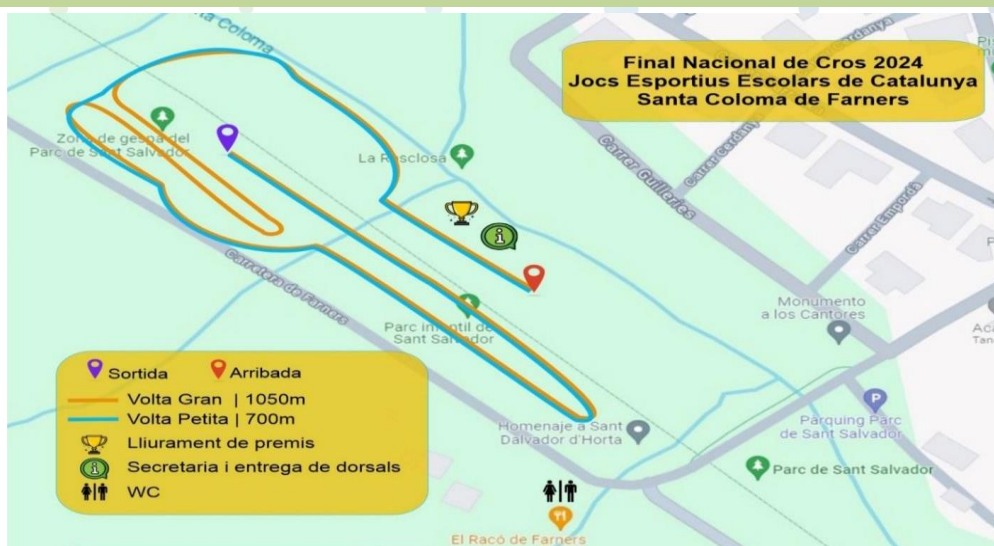 Final Nacional de Cros 2024
Jocs Esportius Escolars de Catalunya
Santa Coloma de Farners
Coloma
Zona de gespa del
Parc de Sant Salvador
La Rosclosa
Carrer Guilleries
Carrer Cerdanya
Carrer Empordà
Carretera de Farners
Parc infantil de
Sant Salvador
Monumento
a los Cantores
Homenaje a Sant
Dalvador d'Horta
Parquing Parc
de Sant Salvador
P
Parc de Sant Salvador
El Racó de Farners
Sortida
Arribada
Volta Gran | 1050m
Volta Petita | 700m
Lliurament de premis
Secretaria i entrega de dorsals
WC